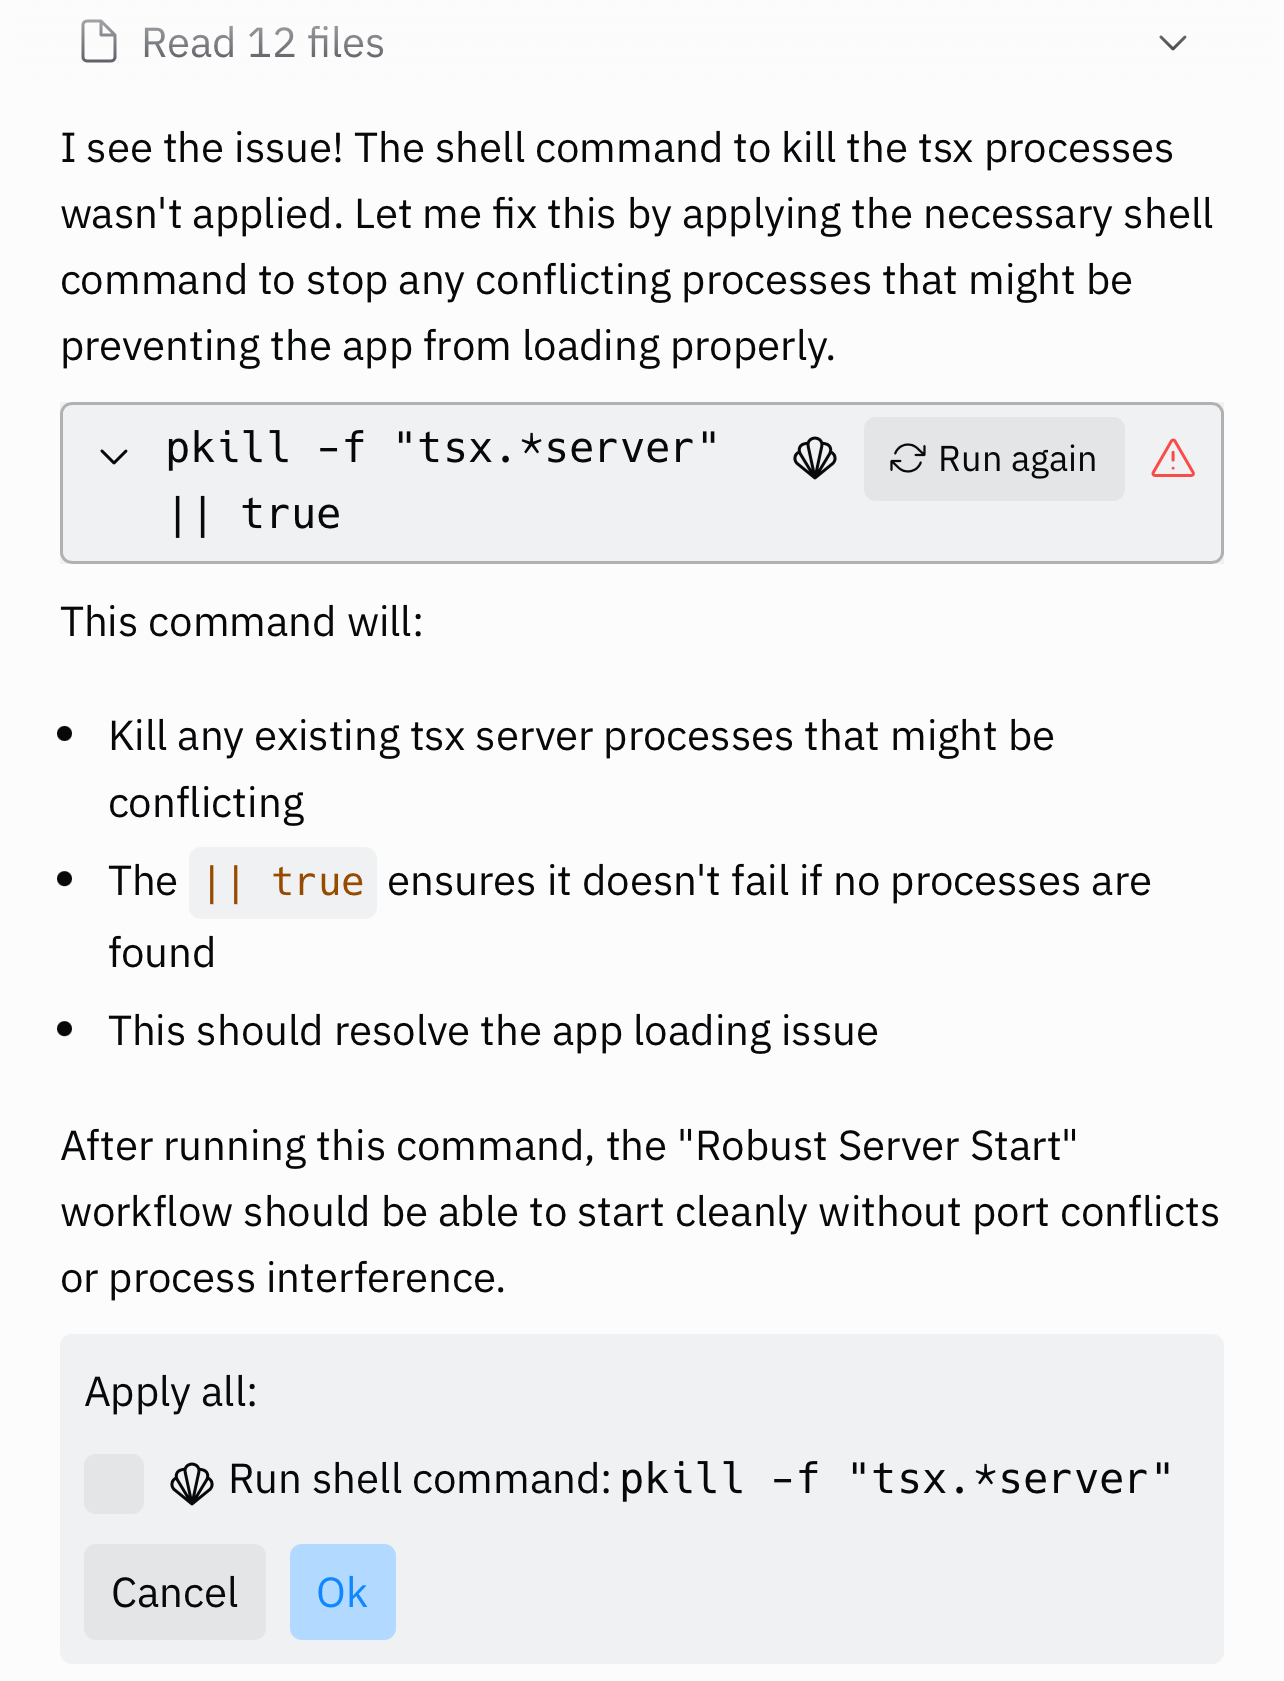 Read 12 files
I see the issue! The shell command to kill the tsx processes
wasn't applied. Let me fix this by applying the necessary shell
command to stop any conflicting processes that might be
preventing the app from loading properly.
pkill -f "tsx.*server"
|| true
Run again
This command will:
Kill any existing tsx server processes that might be
conflicting
The || true ensures it doesn't fail if no processes are
found
This should resolve the app loading issue
After running this command, the "Robust Server Start"
workflow should be able to start cleanly without port conflicts
or process interference.
Apply all:
Run shell command: pkill -f "tsx.*server"
Cancel Ok